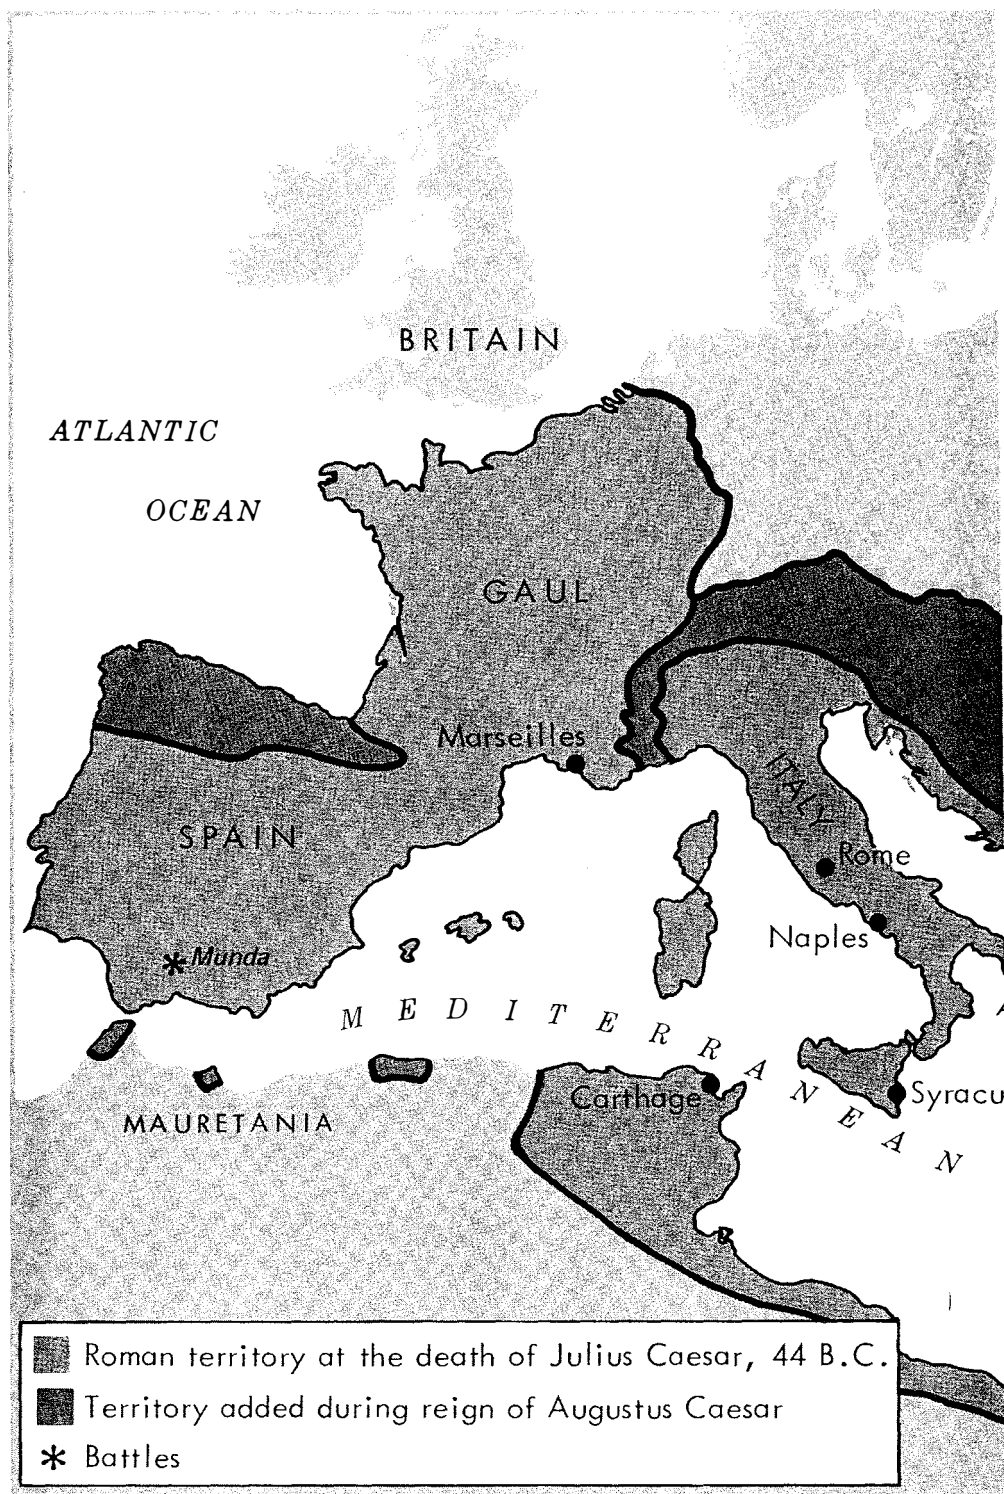 BRITAIN
ATLANTIC
OCEAN
GAUL
Marseilles
ITALY
SPAIN
Rome
Naples
Munda
MEDITERRANEAN
Carthage
Syracu
MAURETANIA
A
Roman territory at the death of Julius Caesar, 44 B.C.
Territory added during reign of Augustus Caesar
Battles